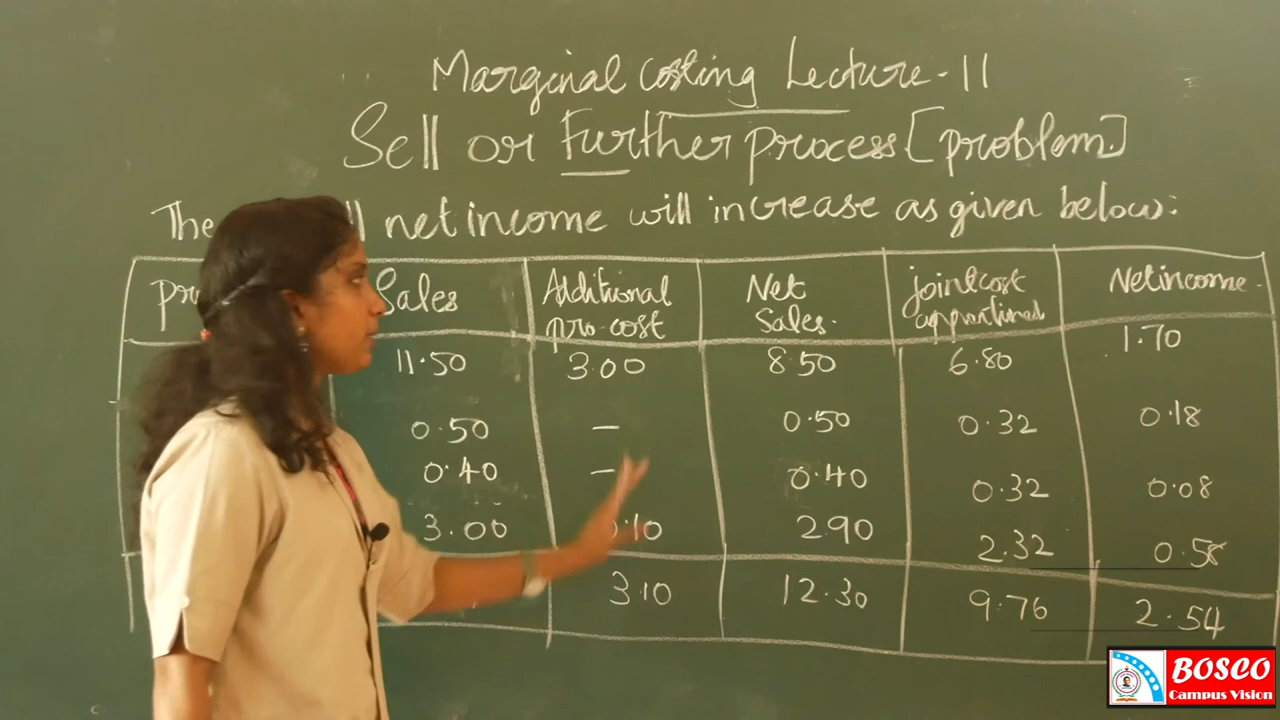 Marginal Costing Lecture - 11
Sell or Further process [problem]
The net income will increase as given below:
Sales Additional pro.cost Net Sales. joint cost apportioned Net income.
11.50 3.00 8.50 6.80 1.70
0.50 – 0.50 0.32 0.18
0.40 – 0.40 0.32 0.08
3.00 2.90 2.32 0.58
3.10 12.30 9.76 2.54
BOSCO
Campus Vision